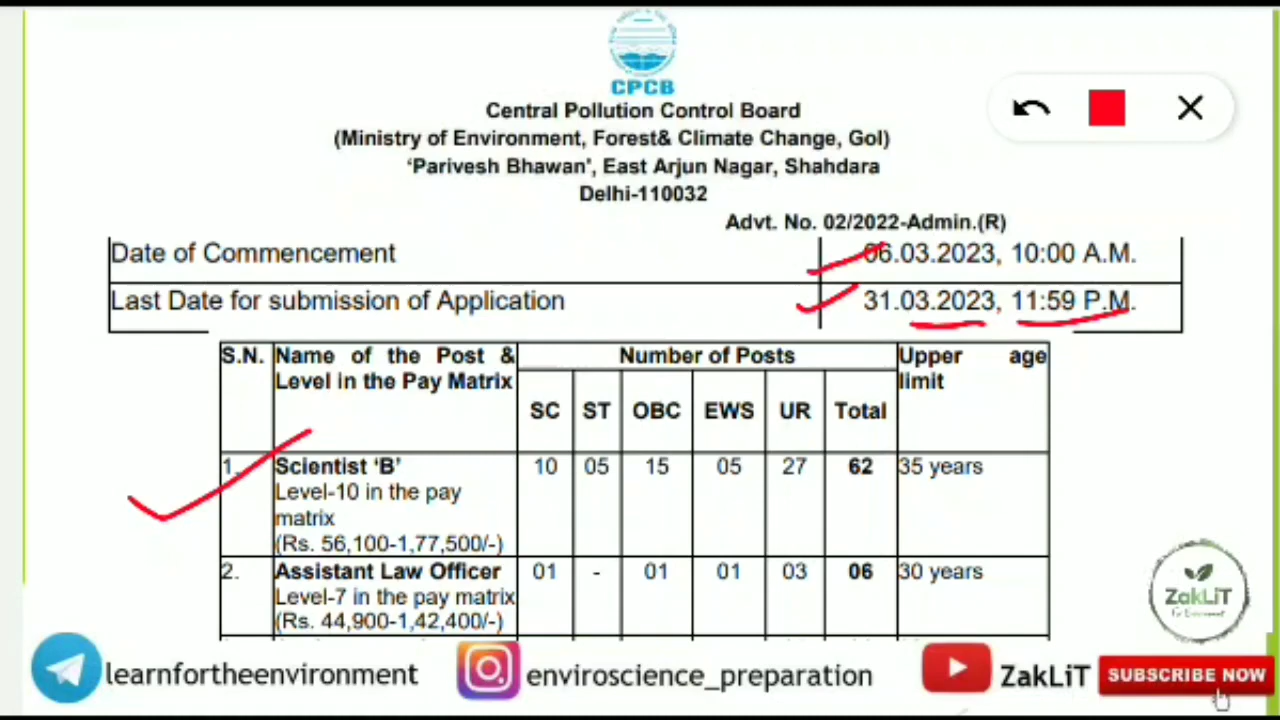 CPCB
Central Pollution Control Board
(Ministry of Environment, Forest& Climate Change, GoI)
‘Parivesh Bhawan’, East Arjun Nagar, Shahdara
Delhi-110032
Advt. No. 02/2022-Admin.(R)
Date of Commencement 06.03.2023, 10:00 A.M.
Last Date for submission of Application 31.03.2023, 11:59 P.M.
S.N. Name of the Post & Number of Posts Upper age
Level in the Pay Matrix limit
SC ST OBC EWS UR Total
1. Scientist ‘B’ 10 05 15 05 27 62 35 years
Level-10 in the pay
matrix
(Rs. 56,100-1,77,500/-)
2. Assistant Law Officer 01 - 01 01 03 06 30 years
Level-7 in the pay matrix
(Rs. 44,900-1,42,400/-)
ZakLiT
For Environment
learnfortheenvironment enviroscience_preparation ZakLiT SUBSCRIBE NOW